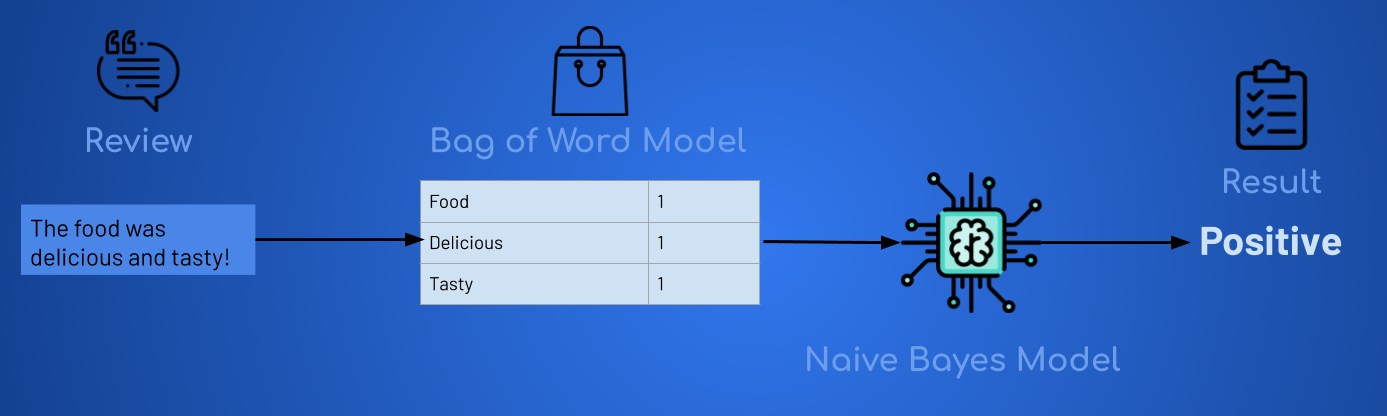 Review
The food was
delicious and tasty!
Bag of Word Model
Food 1
Delicious 1
Tasty 1
Naive Bayes Model
Result
Positive